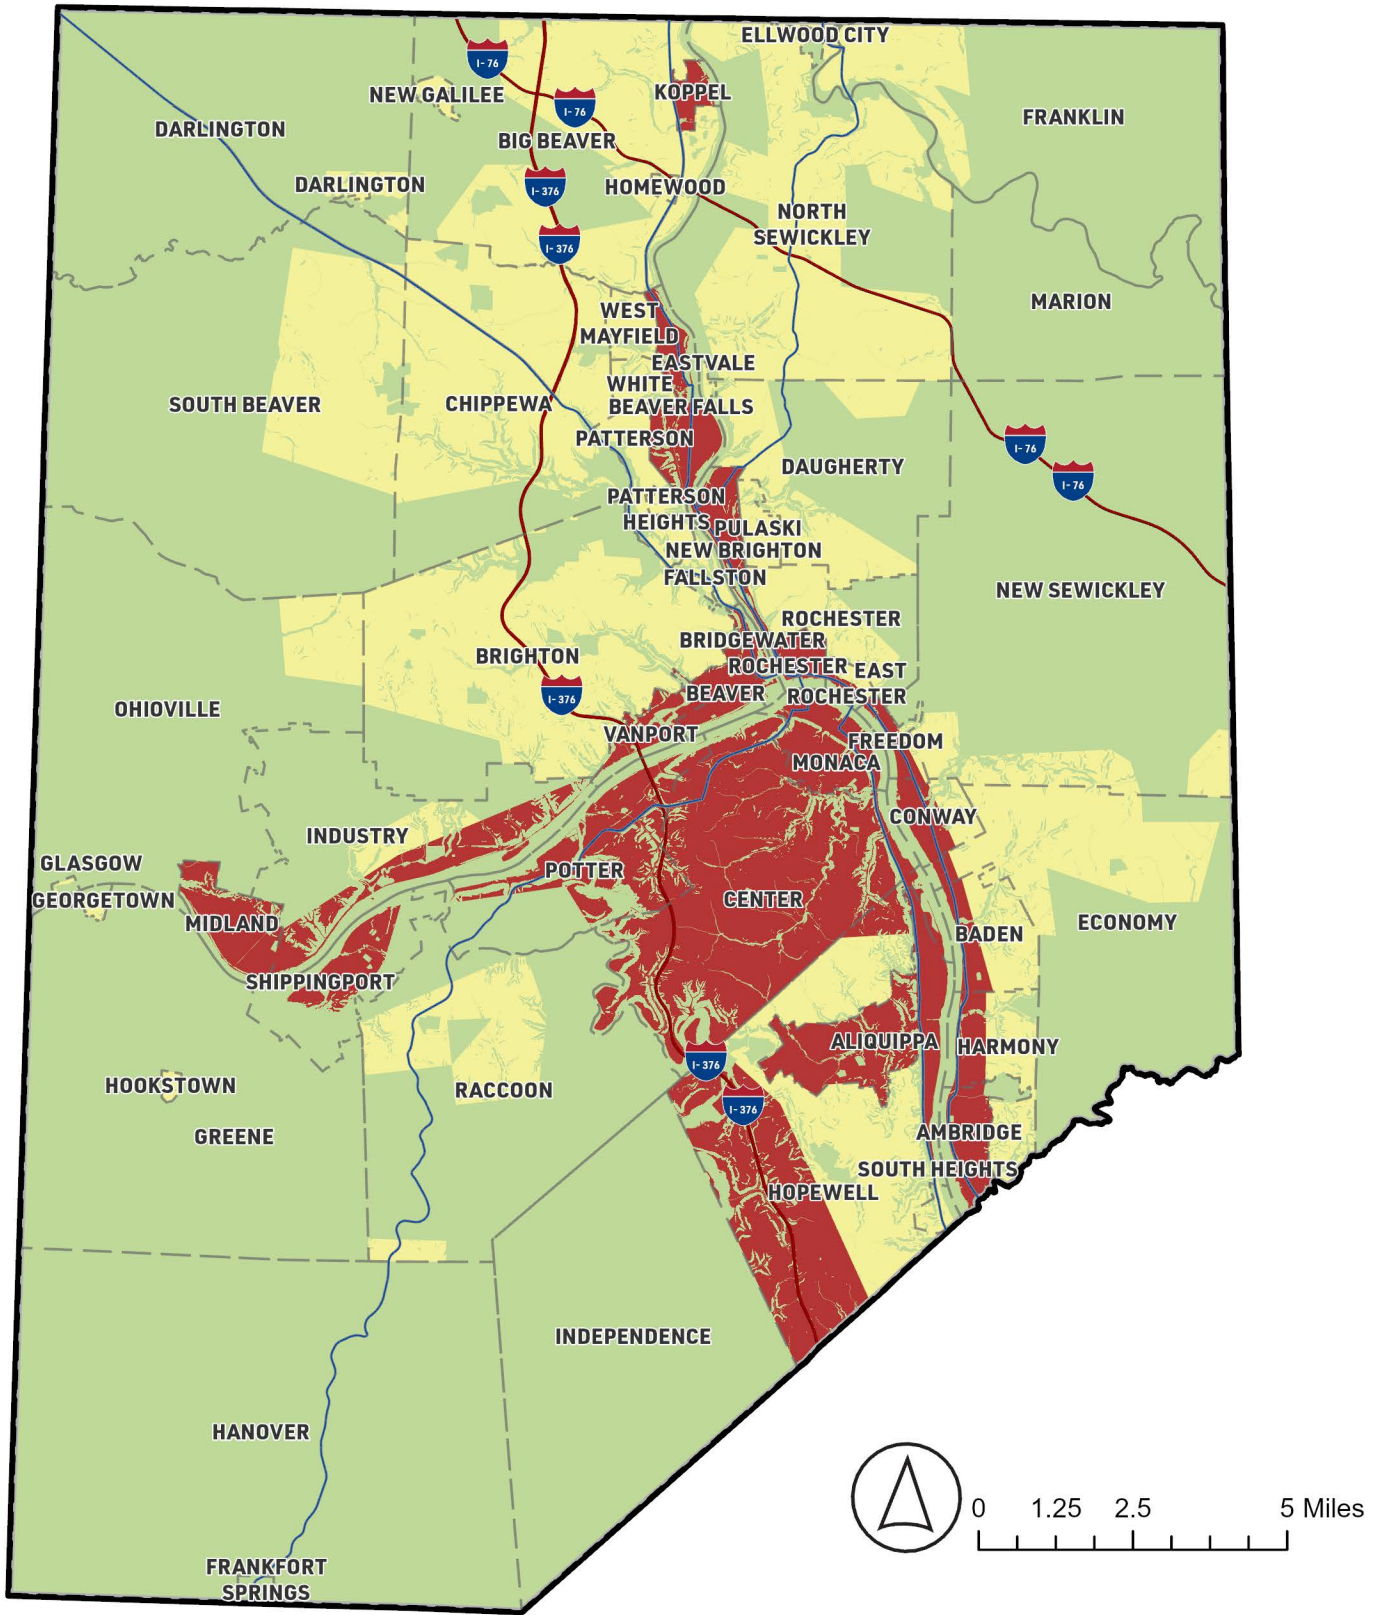 ELLWOOD CITY
I-76
KOPPEL
NEW GALILEE
I-76
FRANKLIN
DARLINGTON
BIG BEAVER
DARLINGTON
I-376
HOMEWOOD
NORTH
SEWICKLEY
I-376
MARION
WEST
MAYFIELD
EASTVALE
WHITE
SOUTH BEAVER
CHIPPEWA
BEAVER FALLS
PATTERSON
I-76
DAUGHERTY
I-76
PATTERSON
HEIGHTS
PULASKI
NEW BRIGHTON
FALLSTON
NEW SEWICKLEY
ROCHESTER
BRIDGEWATER
BRIGHTON
ROCHESTER
EAST
ROCHESTER
BEAVER
I-376
OHIOVILLE
VANPORT
FREEDOM
MONACA
CONWAY
INDUSTRY
GLASGOW
POTTER
GEORGETOWN
CENTER
MIDLAND
ECONOMY
BADEN
SHIPPINGPORT
ALIQUIPPA
HARMONY
I-376
HOOKSTOWN
RACCOON
I-376
GREENE
AMBRIDGE
SOUTH HEIGHTS
HOPEWELL
INDEPENDENCE
HANOVER
0 1.25 2.5 5 Miles
FRANKFORT
SPRINGS